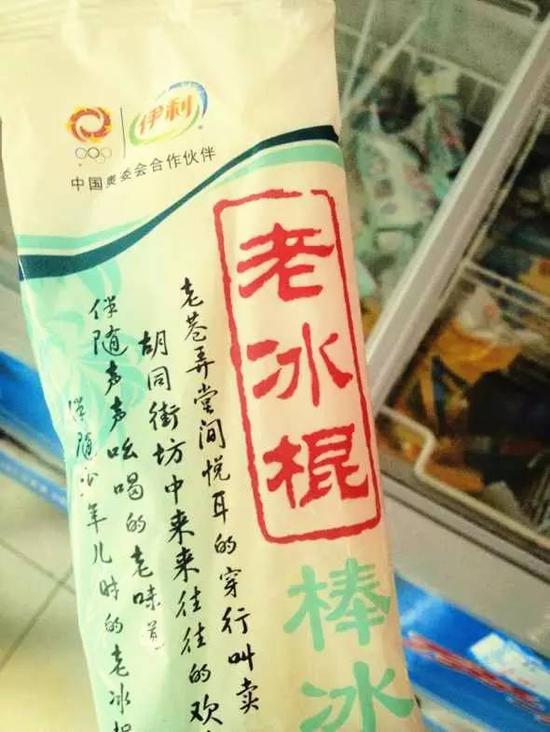 伊利
中国奥委会合作伙伴
老冰棍
棒冰
老巷弄堂间悦耳的穿行叫卖
胡同街坊中来来往往的欢
伴随声声吆喝的老味道
伴随少年儿时的老冰棍